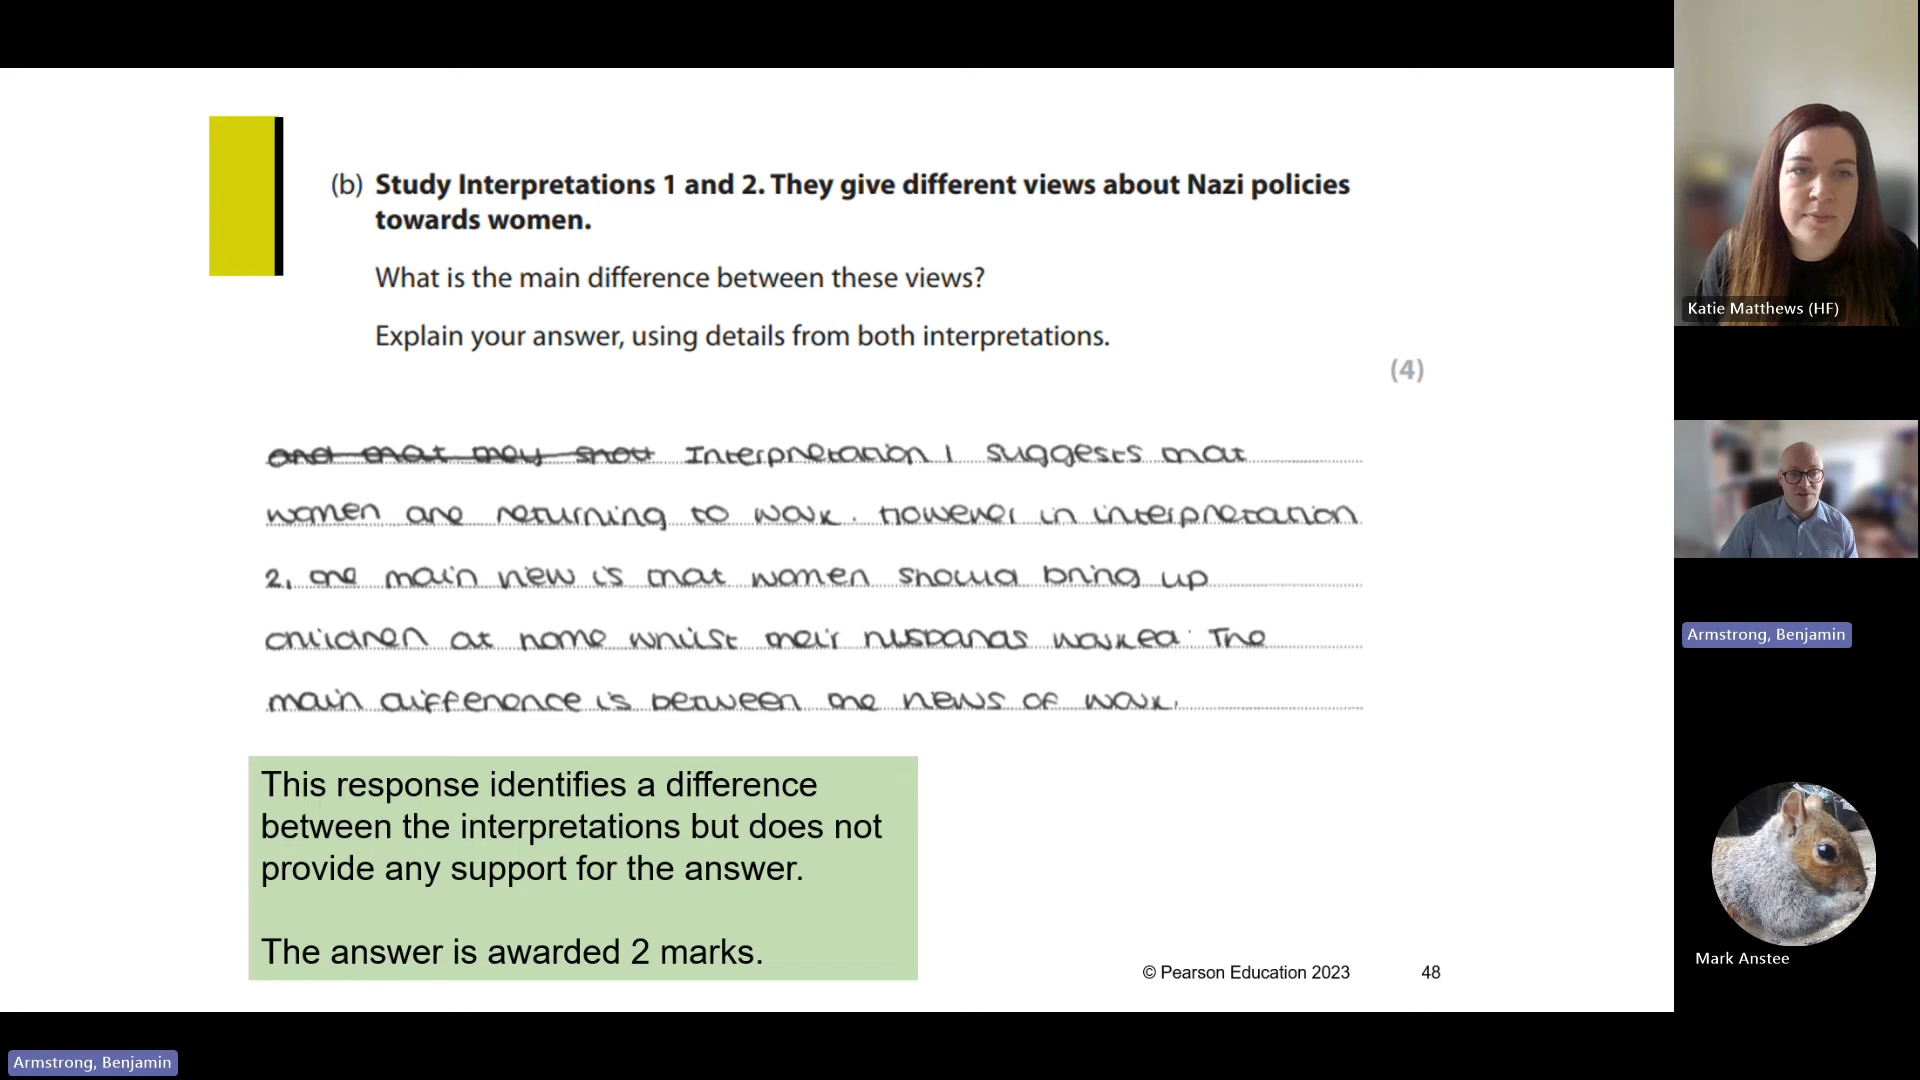 (b) Study Interpretations 1 and 2. They give different views about Nazi policies
towards women.
What is the main difference between these views?
Explain your answer, using details from both interpretations.
(4)
and that they show Interpretation 1 suggests that
women are returning to work. However in interpretation
2, the main view is that women should bring up
children at home whilst their husbands worked. The
main difference is between the views of work.
This response identifies a difference
between the interpretations but does not
provide any support for the answer.
The answer is awarded 2 marks.
© Pearson Education 2023 48
Katie Matthews (HF)
Armstrong, Benjamin
Mark Anstee
Armstrong, Benjamin